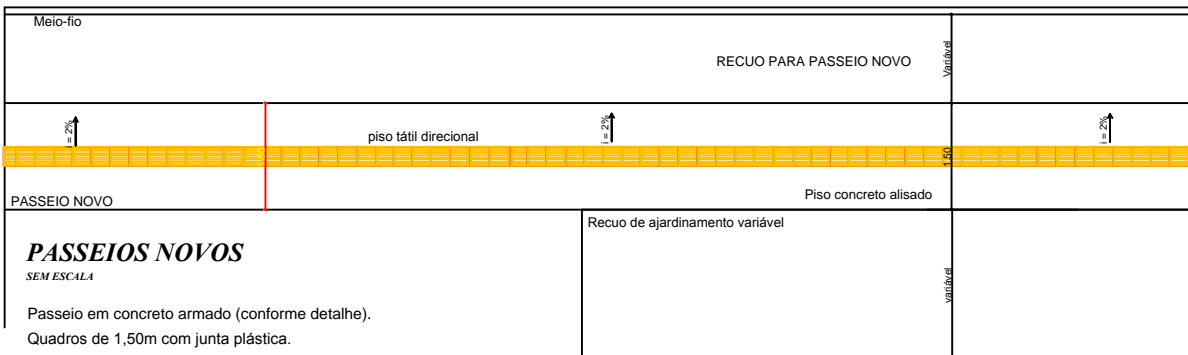 Meio-fio
RECUO PARA PASSEIO NOVO
Variável
i = 2%
i = 2%
i = 2%
piso tátil direcional
1,50
1,50
Piso concreto alisado
PASSEIO NOVO
Recuo de ajardinamento variável
PASSEIOS NOVOS
SEM ESCALA
variável
Passeio em concreto armado (conforme detalhe).
Quadros de 1,50m com junta plástica.